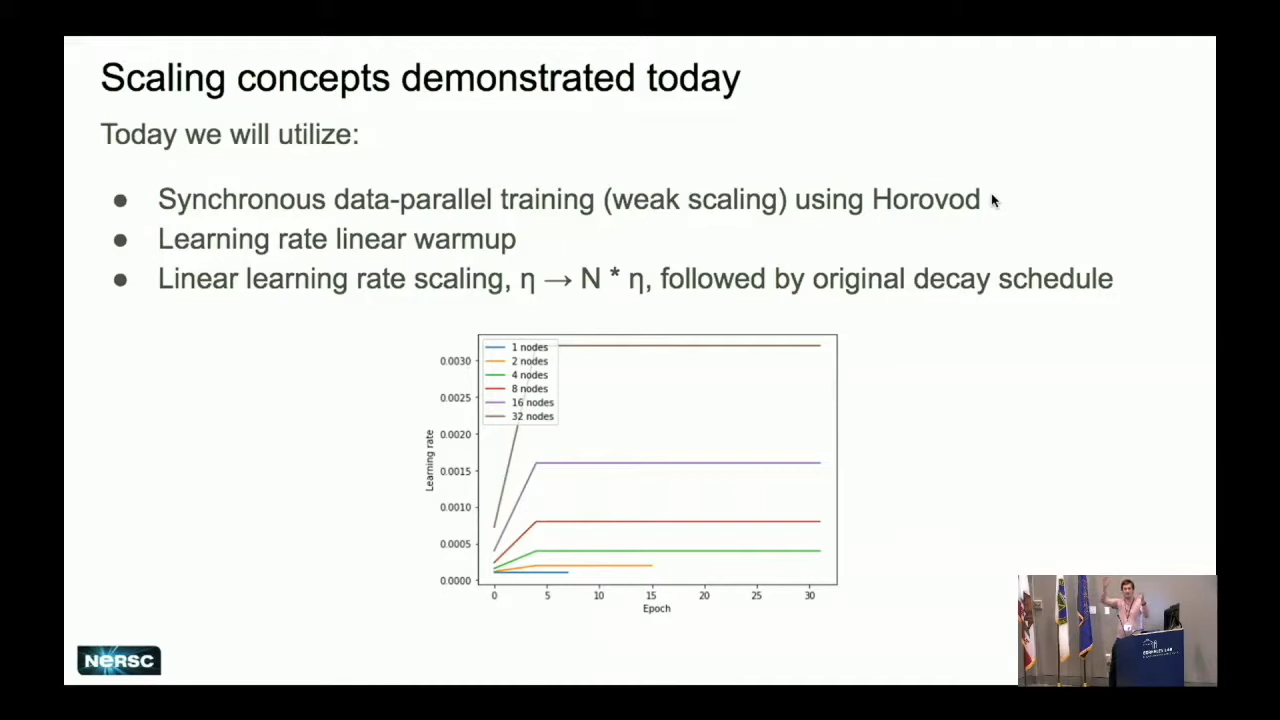 Scaling concepts demonstrated today
Today we will utilize:
● Synchronous data-parallel training (weak scaling) using Horovod
● Learning rate linear warmup
● Linear learning rate scaling, η → N * η, followed by original decay schedule
1 nodes
2 nodes
4 nodes
8 nodes
16 nodes
32 nodes
0.0030
0.0025
0.0020
0.0015
0.0010
0.0005
0.0000
Learning rate
0 5 10 15 20 25 30
Epoch
NERSC
BERKELEY LAB